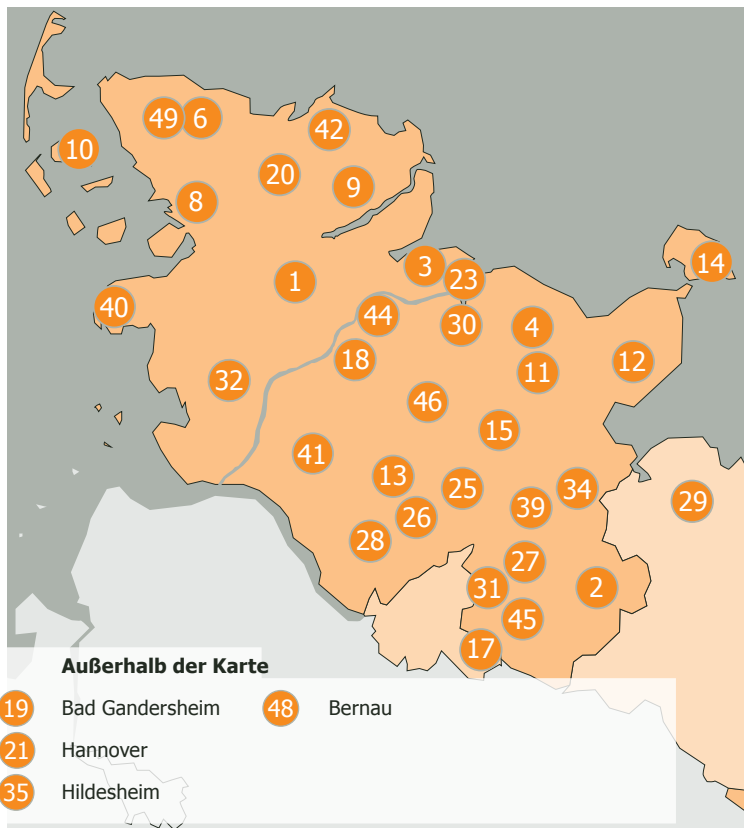 49 6 42
10
20 9
8
3 14
1 23
40 44 30 4
18 12
32 11
46
15
41
13 25 34
39 29
26
28
27
31 2
45
17
Außerhalb der Karte
19 Bad Gandersheim 48 Bernau
21 Hannover
35 Hildesheim